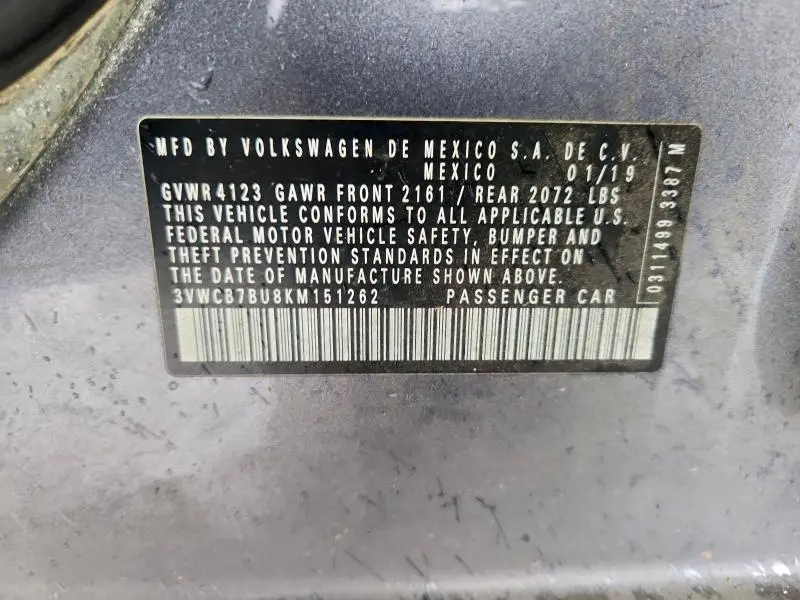 MFD BY VOLKSWAGEN DE MEXICO S.A. DE C.V.
MEXICO 01/19
GVWR 4123 GAWR FRONT 2161 / REAR 2072 LBS
THIS VEHICLE CONFORMS TO ALL APPLICABLE U.S.
FEDERAL MOTOR VEHICLE SAFETY, BUMPER AND
THEFT PREVENTION STANDARDS IN EFFECT ON
THE DATE OF MANUFACTURE SHOWN ABOVE.
3VWCB7BU8KM151262 PASSENGER CAR
0311499 3387 M